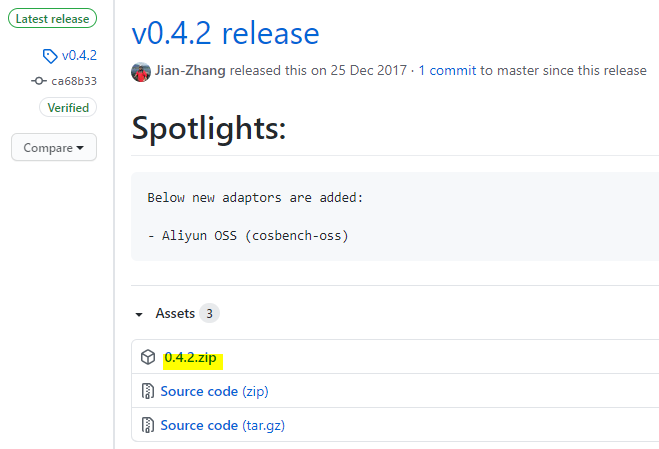 Latest release
v0.4.2
ca68b33
Verified
Compare
v0.4.2 release
Jian-Zhang released this on 25 Dec 2017 · 1 commit to master since this release
Spotlights:
Below new adaptors are added:
- Aliyun OSS (cosbench-oss)
Assets 3
0.4.2.zip
Source code (zip)
Source code (tar.gz)